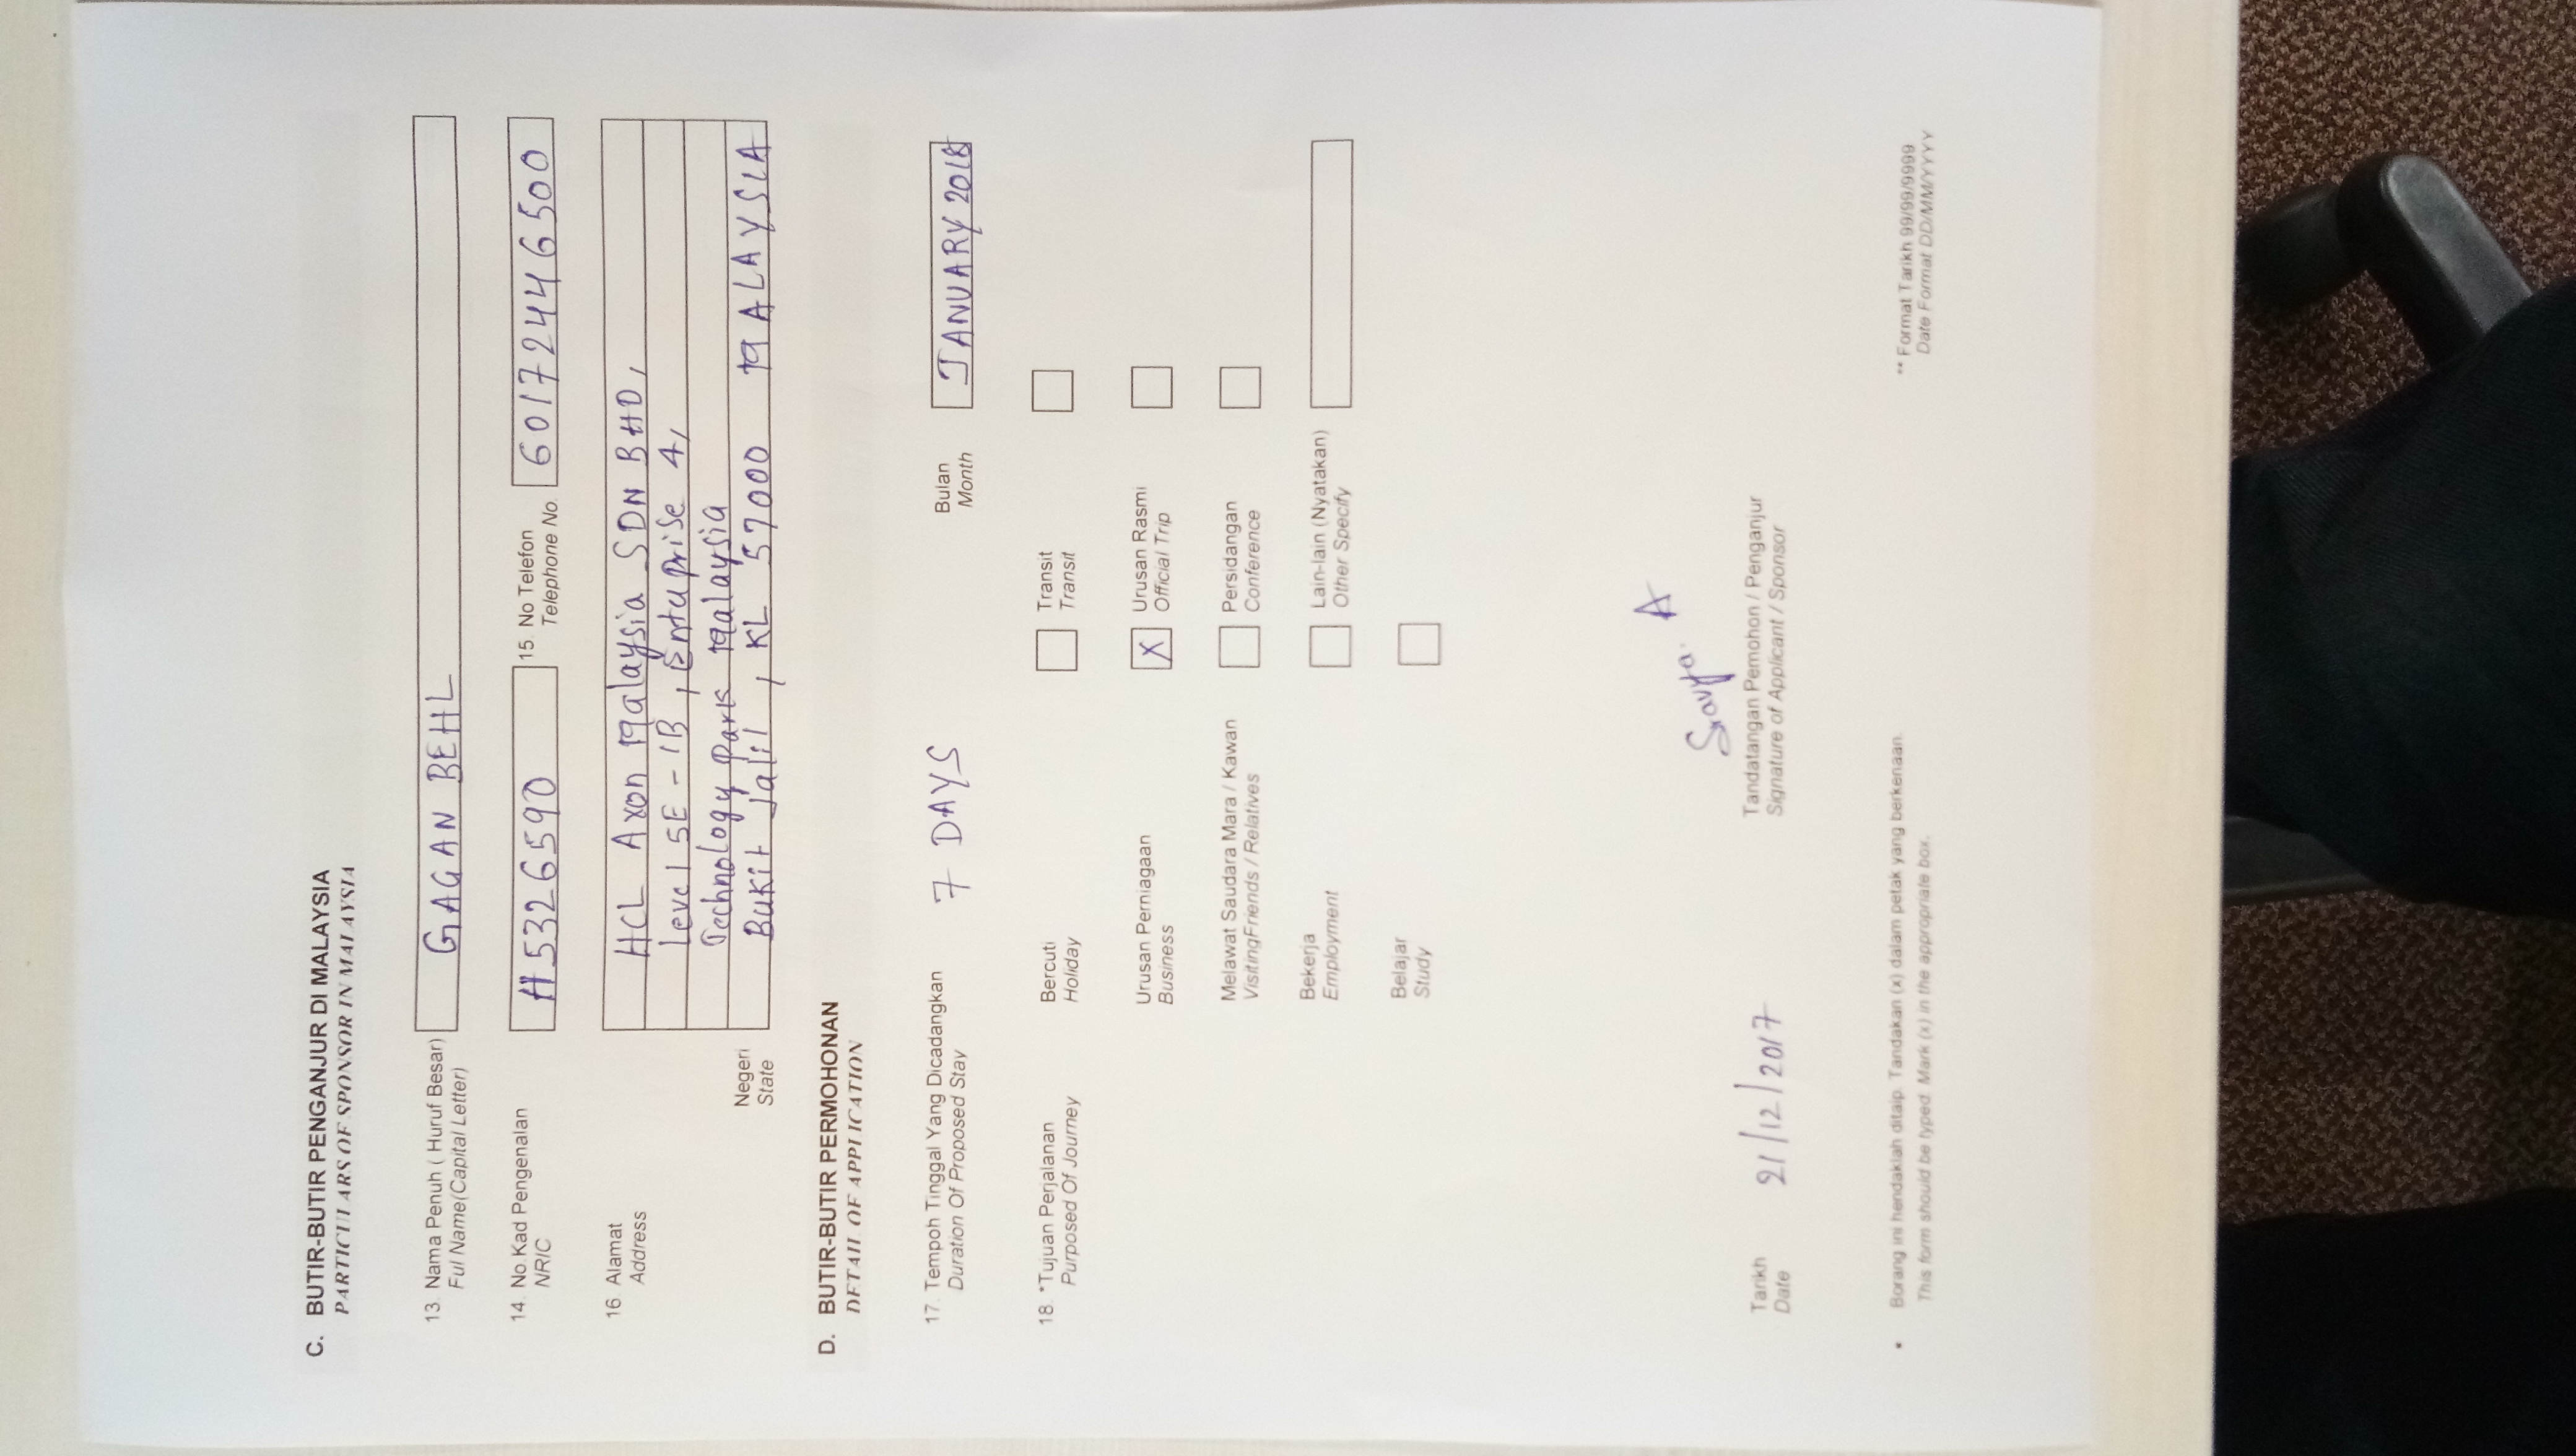 C. BUTIR-BUTIR PENGANJUR DI MALAYSIA
PARTICULARS OF SPONSOR IN MALAYSIA
13. Nama Penuh ( Huruf Besar) GAGAN BEHL
Ful Name(Capital Letter)
14. No.Kad Pengenalan 15. No Telefon 60172446500
NRIC Telephone No.
16. Alamat HCL Axon Malaysia SDN BHD,
Address level 5E-1B, Enterprise 4,
Technology Park Malaysia
Negeri Bukit Jalil, KL 57000 MALAYSIA
State
D. BUTIR-BUTIR PERMOHONAN
DETAIL OF APPLICATION
17. Tempoh Tinggal Yang Dicadangkan 7 DAYS Bulan JANUARY 2018
Duration Of Proposed Stay Month
18. *Tujuan Perjalanan Bercuti Transit
Purposed Of Journey Holiday Transit
Urusan Perniagaan X Urusan Rasmi
Business Official Trip
Melawat Saudara Mara / Kawan Persidangan
VisitingFriends / Relatives Conference
Bekerja Lain-lain (Nyatakan)
Employment Other Specify
Belajar
Study
Tarikh 21/12/2017 Tandatangan Pemohon / Penganjur
Date Signature of Applicant / Sponsor
* Borang ini hendaklah ditaip. Tandakan (x) dalam petak yang berkenaan.
This form should be typed. Mark (x) in the appropriate box.
** Format Tarikh 99/99/9999
Date Format DD/MM/YYYY